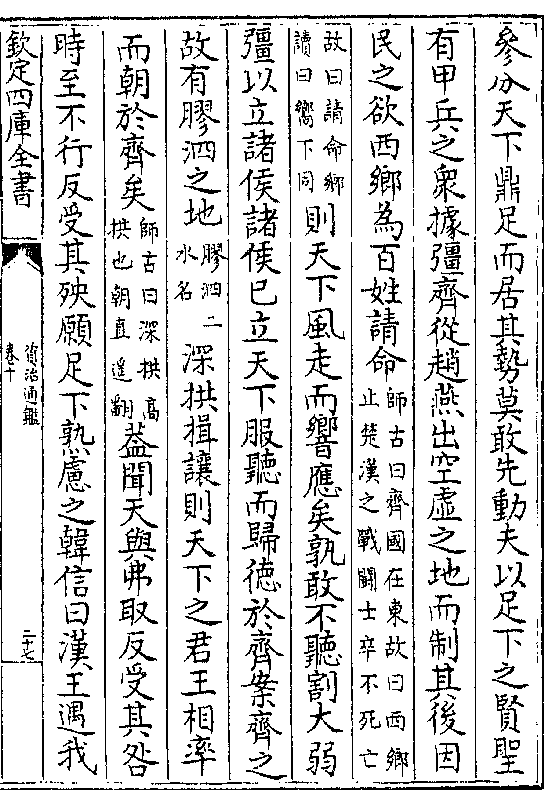 參分天下鼎足而居其勢莫敢先動夫以足下之賢聖
有甲兵之衆據彊齊從趙燕出空虛之地而制其後因
民之欲西鄉為百姓請命師古曰齊國在東故曰西鄉止楚漢之戰鬭士卒不死亡
故曰請命鄉讀曰嚮下同則天下風走而響應矣孰敢不聽割大弱
彊以立諸侯諸侯已立天下服聽而歸德於齊案齊之
故有膠泗之地膠泗二水名深拱揖讓則天下之君王相率
而朝於齊矣師古曰深拱高拱也朝直遥翻葢聞天與弗取反受其咎
時至不行反受其殃願足下熟慮之韓信曰漢王遇我
欽定四庫全書
資治通鑑
卷十
二十七